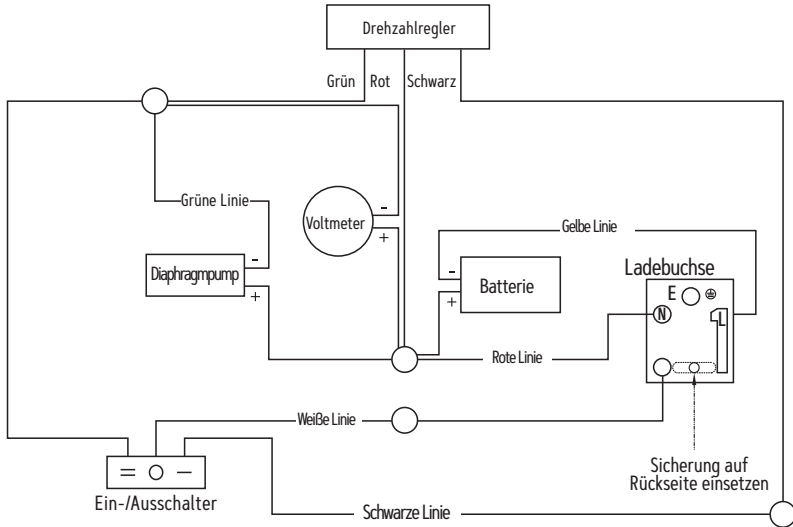 Drehzahlregler
Grün Rot Schwarz
Grüne Linie
Voltmeter
-
+
Gelbe Linie
Diaphragmpump
-
+
-
+
Batterie
Ladebuchse
E
N
L
Rote Linie
Weiße Linie
Sicherung auf
Rückseite einsetzen
= O –
Ein-/Ausschalter
Schwarze Linie